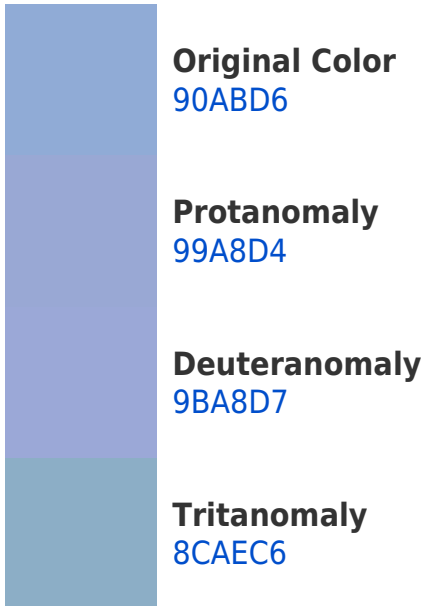 Original Color
90ABD6
Protanomaly
99A8D4
Deuteranomaly
9BA8D7
Tritanomaly
8CAEC6